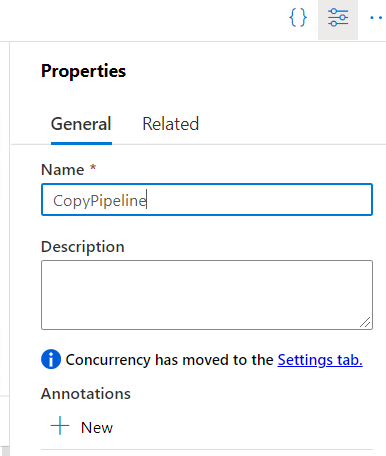 {}
Properties
General Related
Name *
CopyPipeline
Description
Concurrency has moved to the Settings tab.
Annotations
New